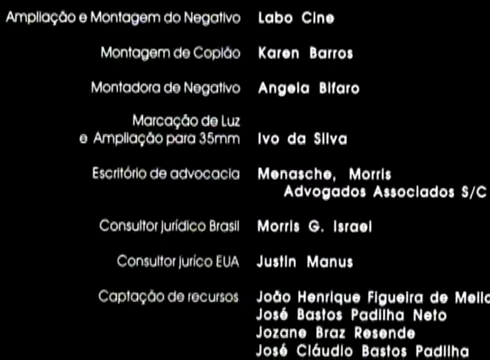 Ampliação e Montagem do Negativo Labo Cine
Montagem de Copião Karen Barros
Montadora de Negativo Angela Bifaro
Marcação de Luz
e Ampliação para 35mm Ivo da Silva
Escritório de advocacia Menasche, Morris
Advogados Associados S/C
Consultor jurídico Brasil Morris G. Israel
Consultor juríco EUA Justin Manus
Captação de recursos João Henrique Figueira de Mello
José Bastos Padilha Neto
Jozane Braz Resende
José Cláudio Bastos Padilha